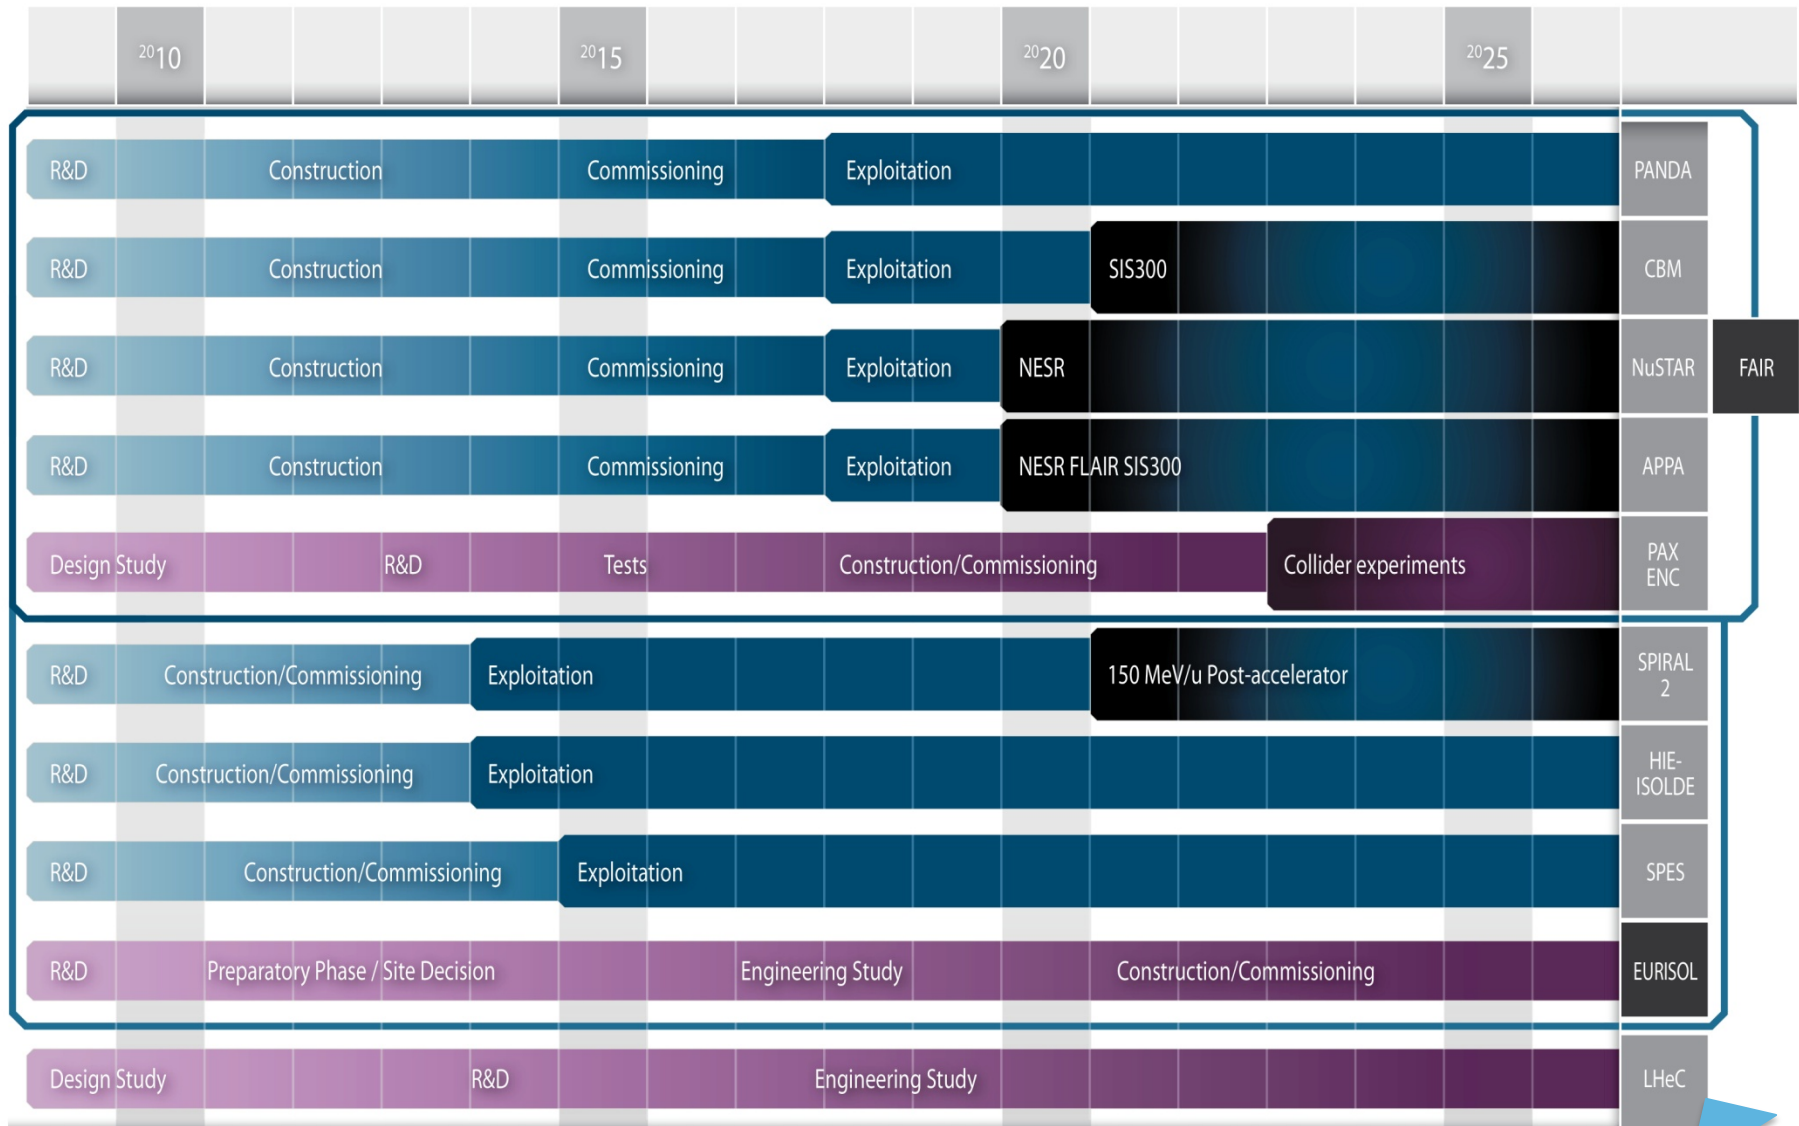 2010 2015 2020 2025
R&D Construction Commissioning Exploitation PANDA
R&D Construction Commissioning Exploitation SIS300 CBM
R&D Construction Commissioning Exploitation NESR NuSTAR FAIR
R&D Construction Commissioning Exploitation NESR FLAIR SIS300 APPA
Design Study R&D Tests Construction/Commissioning Collider experiments PAX
ENC
R&D Construction/Commissioning Exploitation 150 MeV/u Post-accelerator SPIRAL
2
R&D Construction/Commissioning Exploitation HIE-
ISOLDE
R&D Construction/Commissioning Exploitation SPES
R&D Preparatory Phase / Site Decision Engineering Study Construction/Commissioning EURISOL
Design Study R&D Engineering Study LHeC